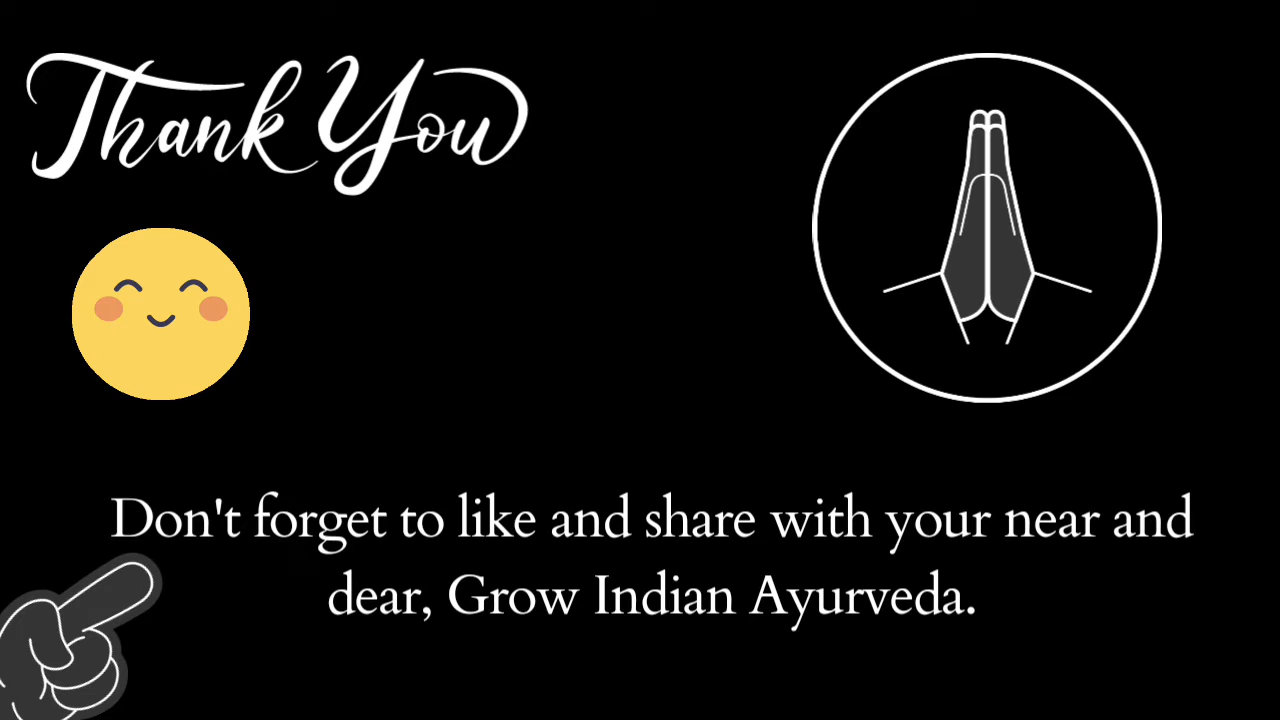 Thank You
Don't forget to like and share with your near and
dear, Grow Indian Ayurveda.